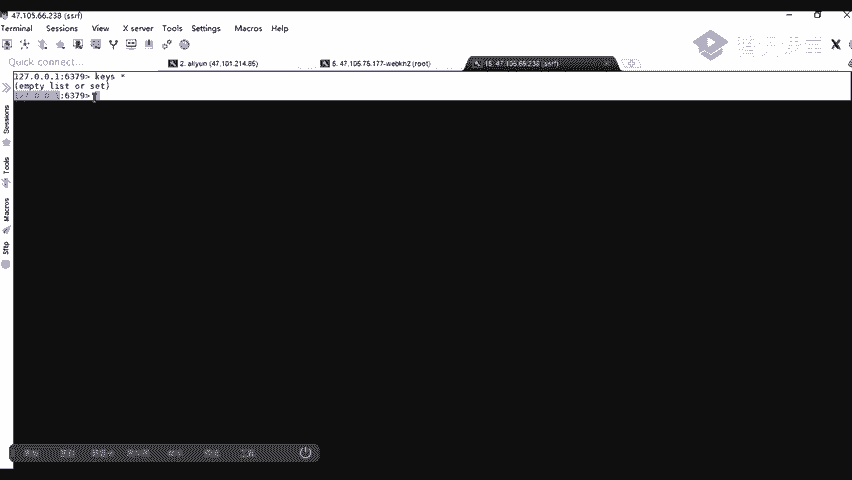 47.105.66.238 (ssrf)
Terminal Sessions View X server Tools Settings Macros Help
Quick connect...
2. aliyun (47.101.214.85)
5. 47.105.75.177-webkh2 (root)
15. 47.105.66.238 (ssrf)
127.0.0.1:6379> keys *
(empty list or set)
:6379>
Sessions
Tools
Macros
Sftp